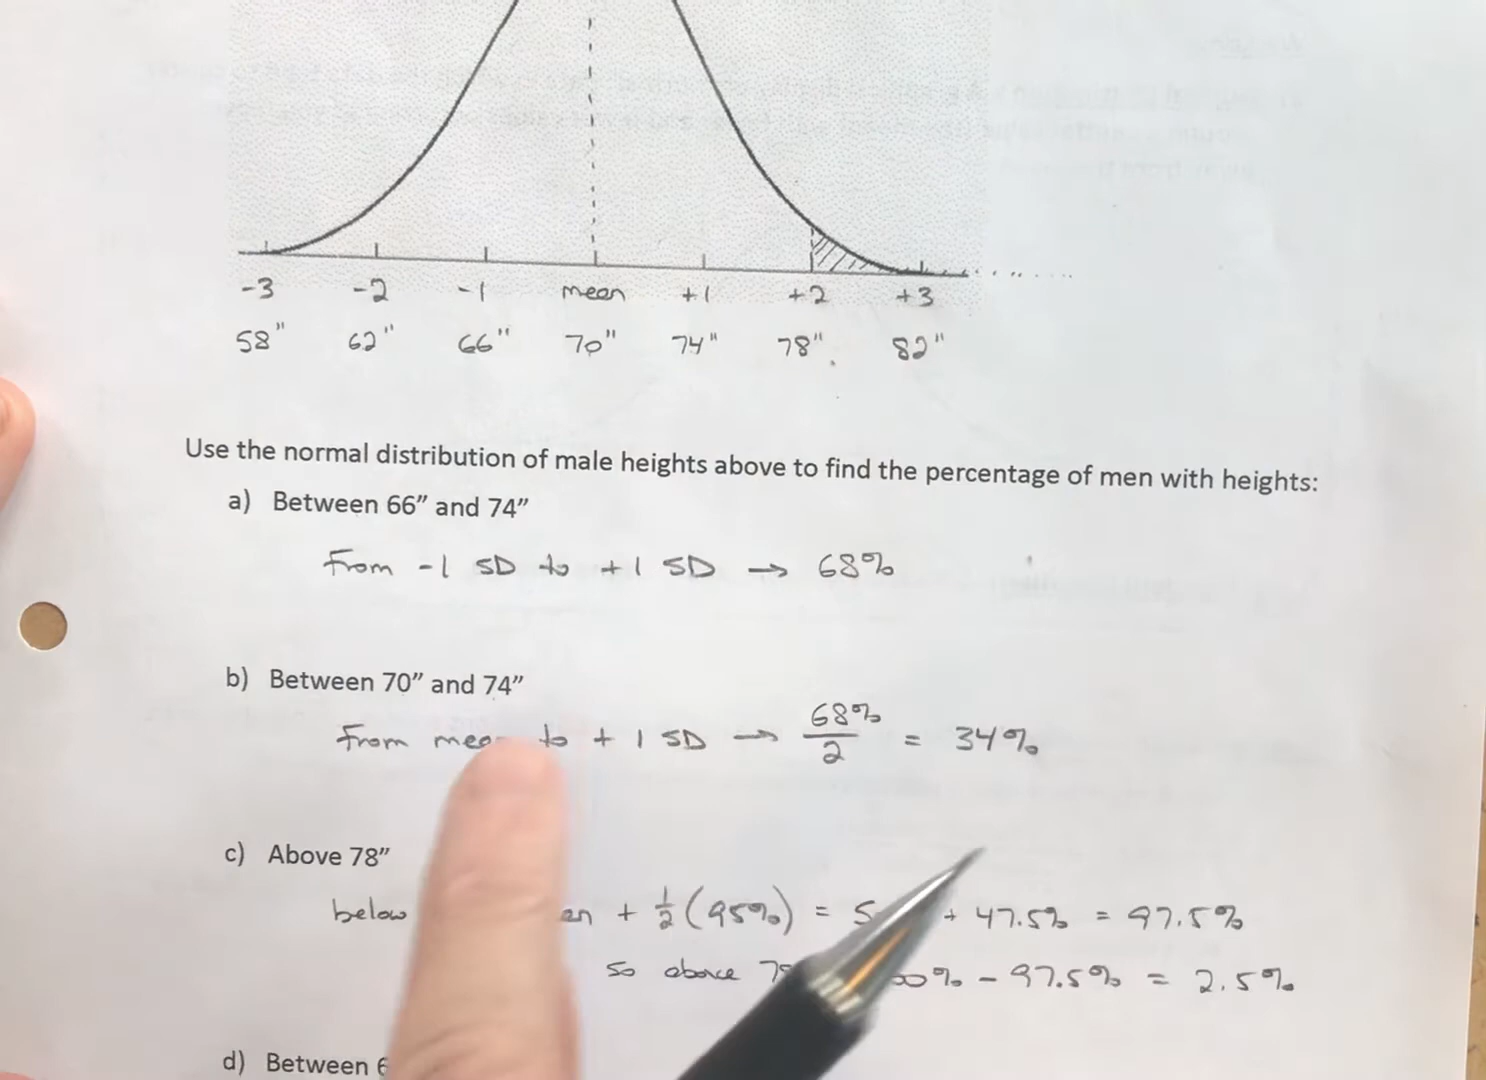 -3 -2 -1 mean +1 +2 +3
58" 62" 66" 70" 74" 78" 82"
Use the normal distribution of male heights above to find the percentage of men with heights:
a) Between 66” and 74”
From -1 SD to +1 SD → 68%
b) Between 70” and 74”
From to + 1 SD → 68%/2 = 34%
c) Above 78”
below + 1/2 (95%) = + 47.5% = 97.5%
so above - 97.5% = 2.5%
d) Between